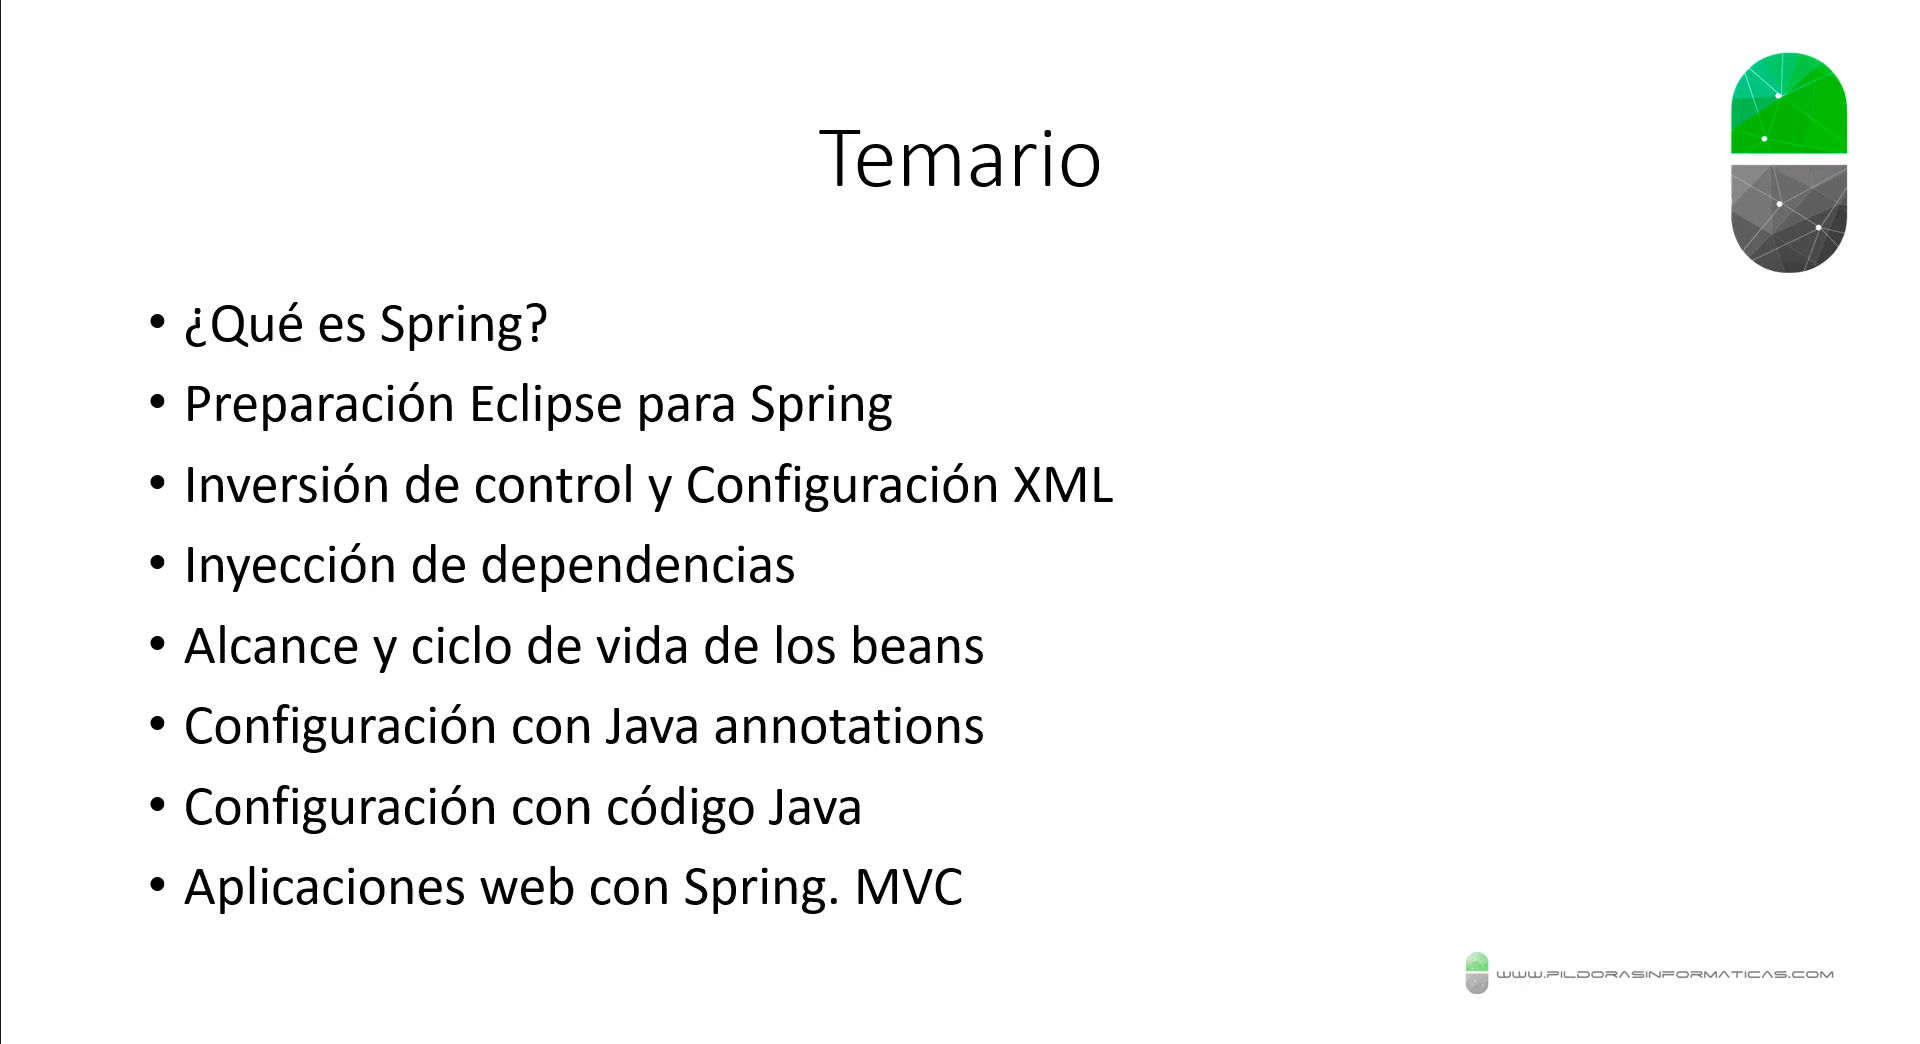 Temario
• ¿Qué es Spring?
• Preparación Eclipse para Spring
• Inversión de control y Configuración XML
• Inyección de dependencias
• Alcance y ciclo de vida de los beans
• Configuración con Java annotations
• Configuración con código Java
• Aplicaciones web con Spring. MVC
WWW.PILDORASINFORMATICAS.COM